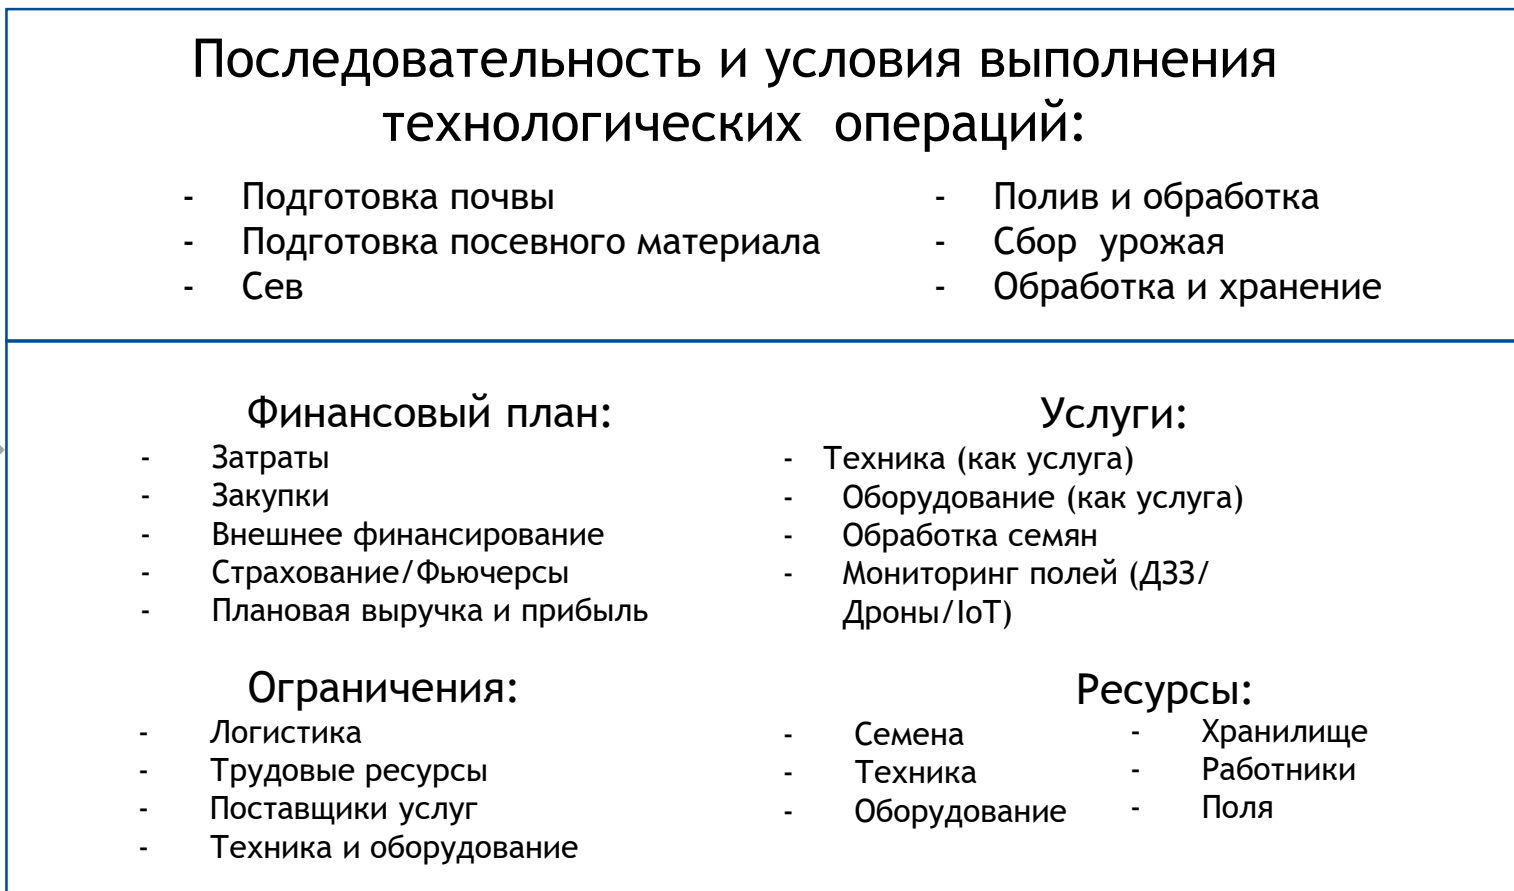 Последовательность и условия выполнения
технологических операций:
- Подготовка почвы
- Подготовка посевного материала
- Сев
- Полив и обработка
- Сбор урожая
- Обработка и хранение
Финансовый план:
- Затраты
- Закупки
- Внешнее финансирование
- Страхование/Фьючерсы
- Плановая выручка и прибыль
Услуги:
- Техника (как услуга)
- Оборудование (как услуга)
- Обработка семян
- Мониторинг полей (ДЗЗ/
Дроны/IoT)
Ограничения:
- Логистика
- Трудовые ресурсы
- Поставщики услуг
- Техника и оборудование
Ресурсы:
- Семена
- Техника
- Оборудование
- Хранилище
- Работники
- Поля